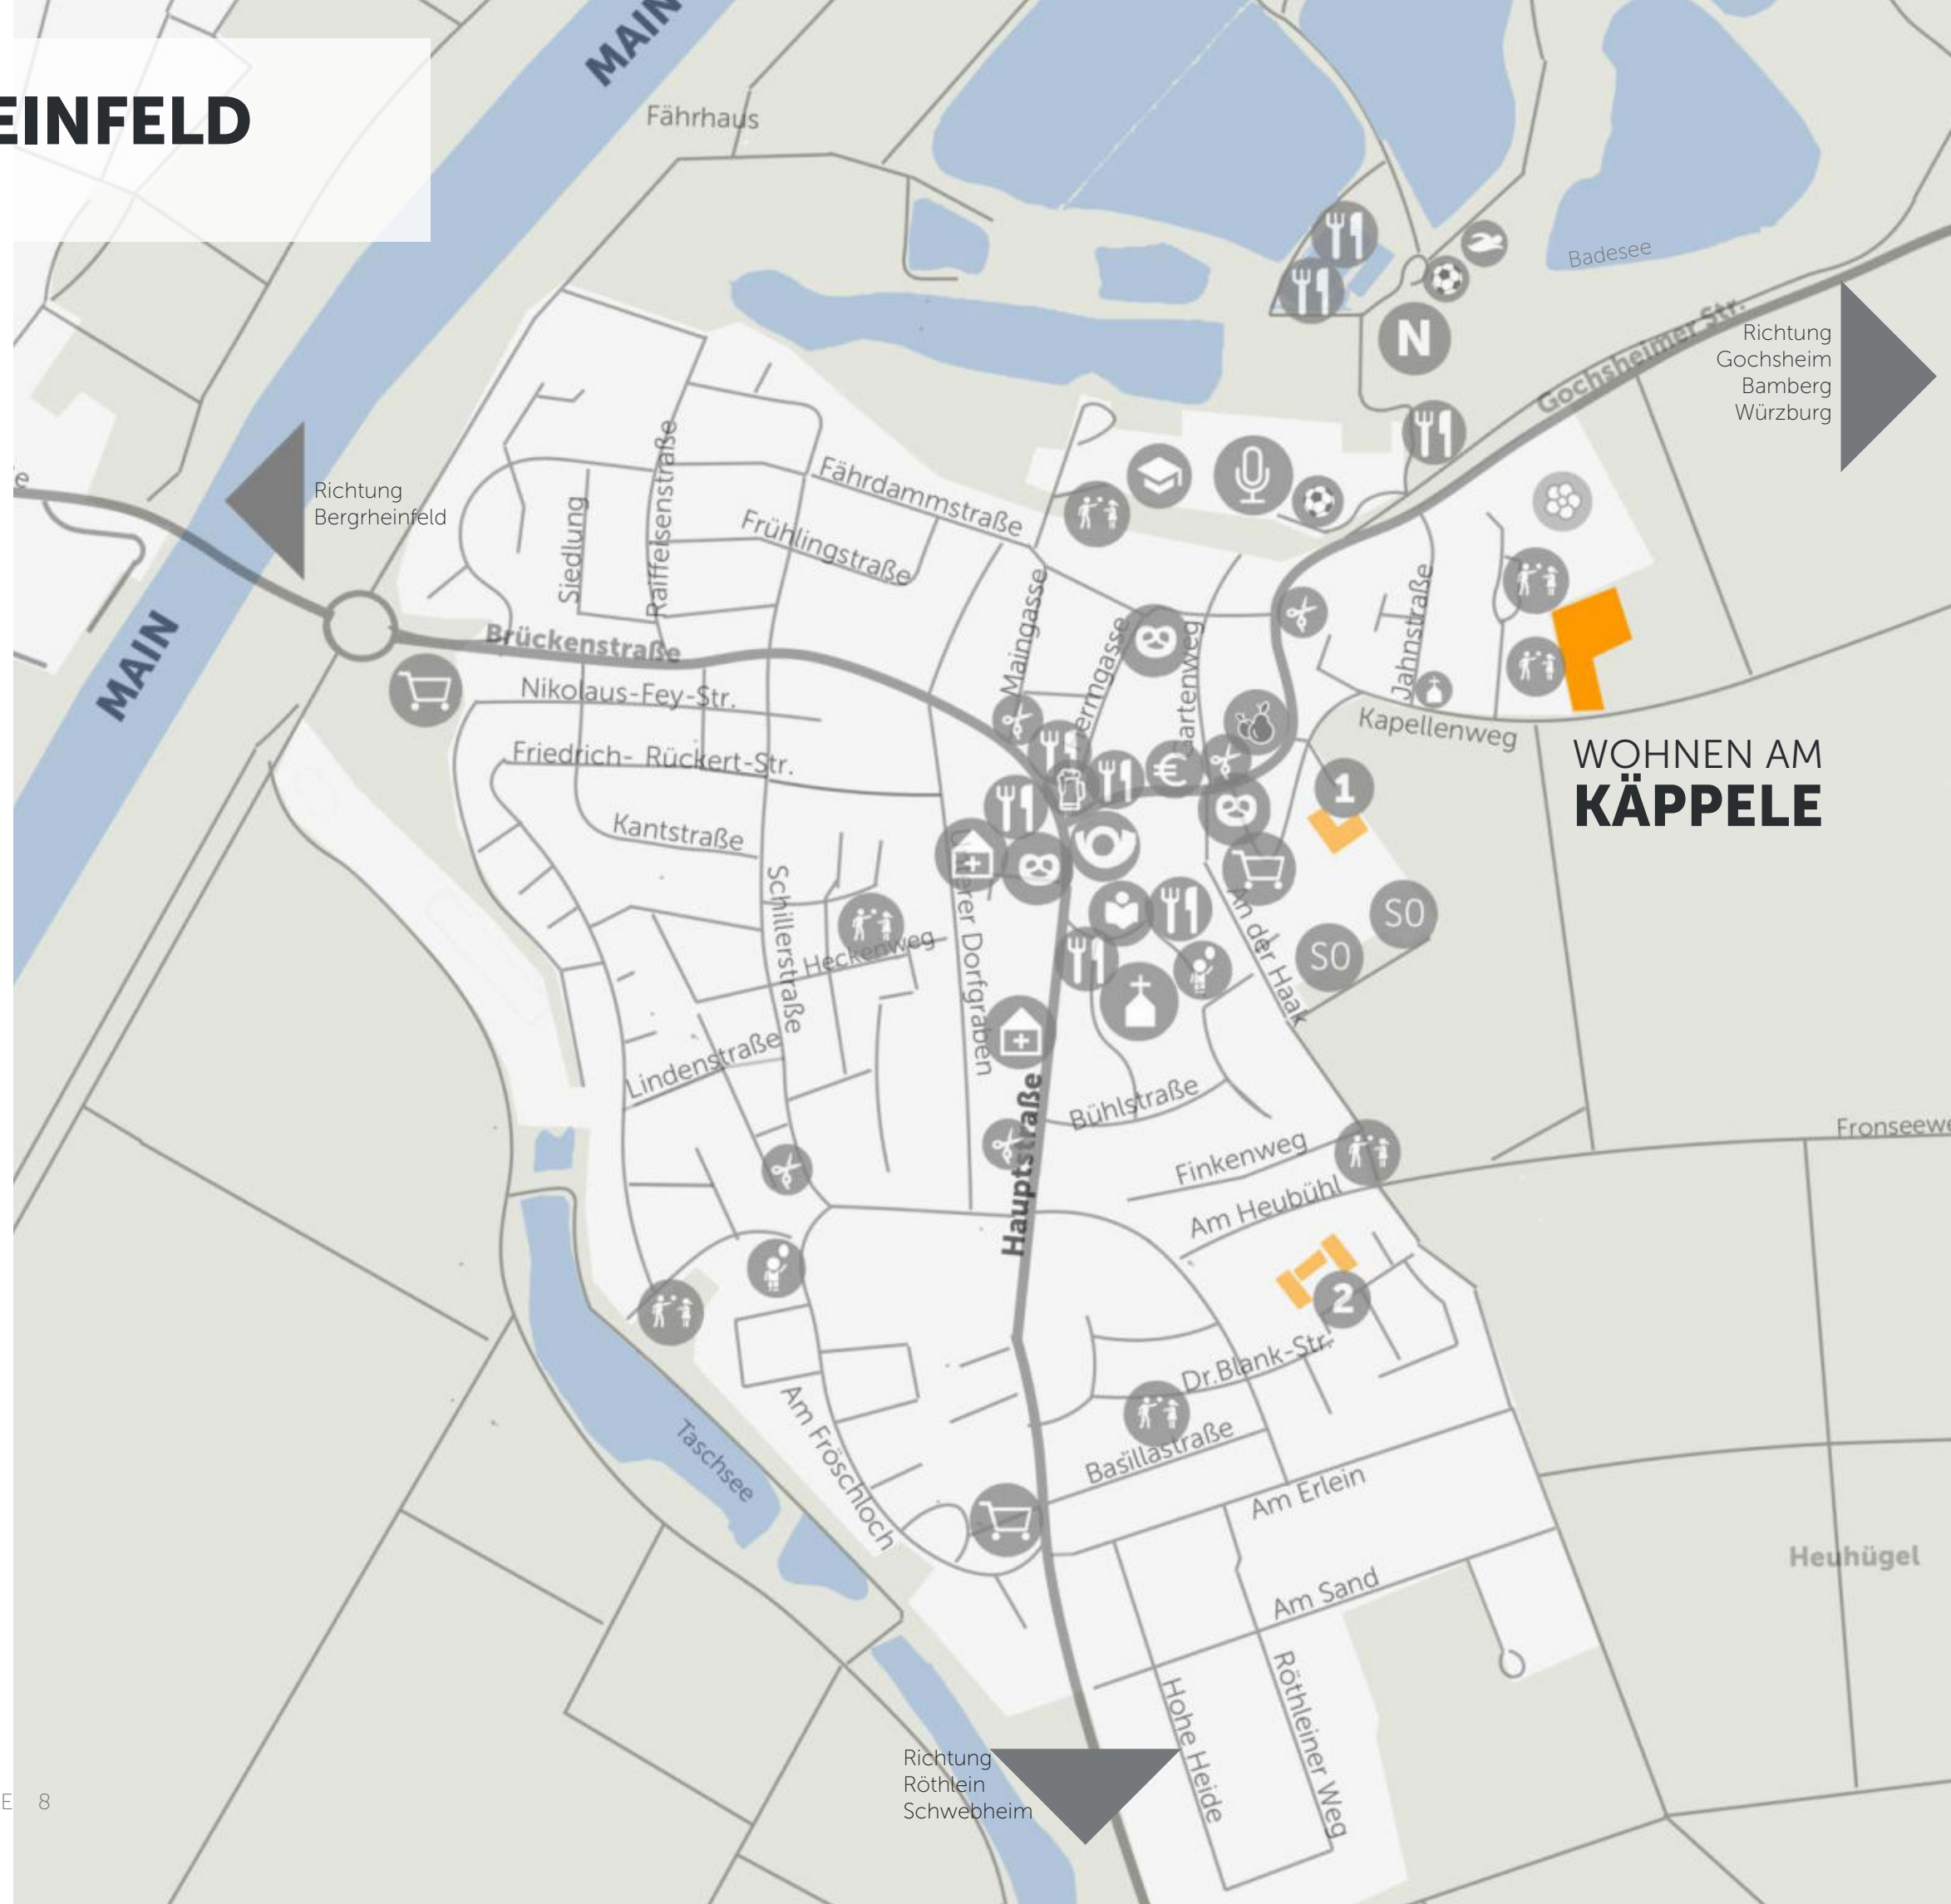 EINFELD
MAIN
Fährhaus
Badesee
Gochsheimer Str.
Richtung
Gochsheim
Bamberg
Würzburg
N
Richtung
Bergrheinfeld
e
MAIN
Siedlung
Raiffeisenstraße
Fährdammstraße
Frühlingstraße
Maingasse
Jahnstraße
Brückenstraße
Nikolaus-Fey-Str.
Friedrich- Rückert-Str.
Kantstraße
Kapellenweg
WOHNEN AM
KÄPPELE
€
1
SO
SO
Schillerstraße
Heckenweg
Dorfgraben
An der Haak
Lindenstraße
Hauptstraße
Bühlstraße
Finkenweg
Am Heubühl
Fronseewe
2
Dr.Blank-Str.
Basillastraße
Am Fröschloch
Taschsee
Am Erlein
Am Sand
Heuhügel
Hohe Heide
Röthleiner Weg
Richtung
Röthlein
Schwebheim
E 8